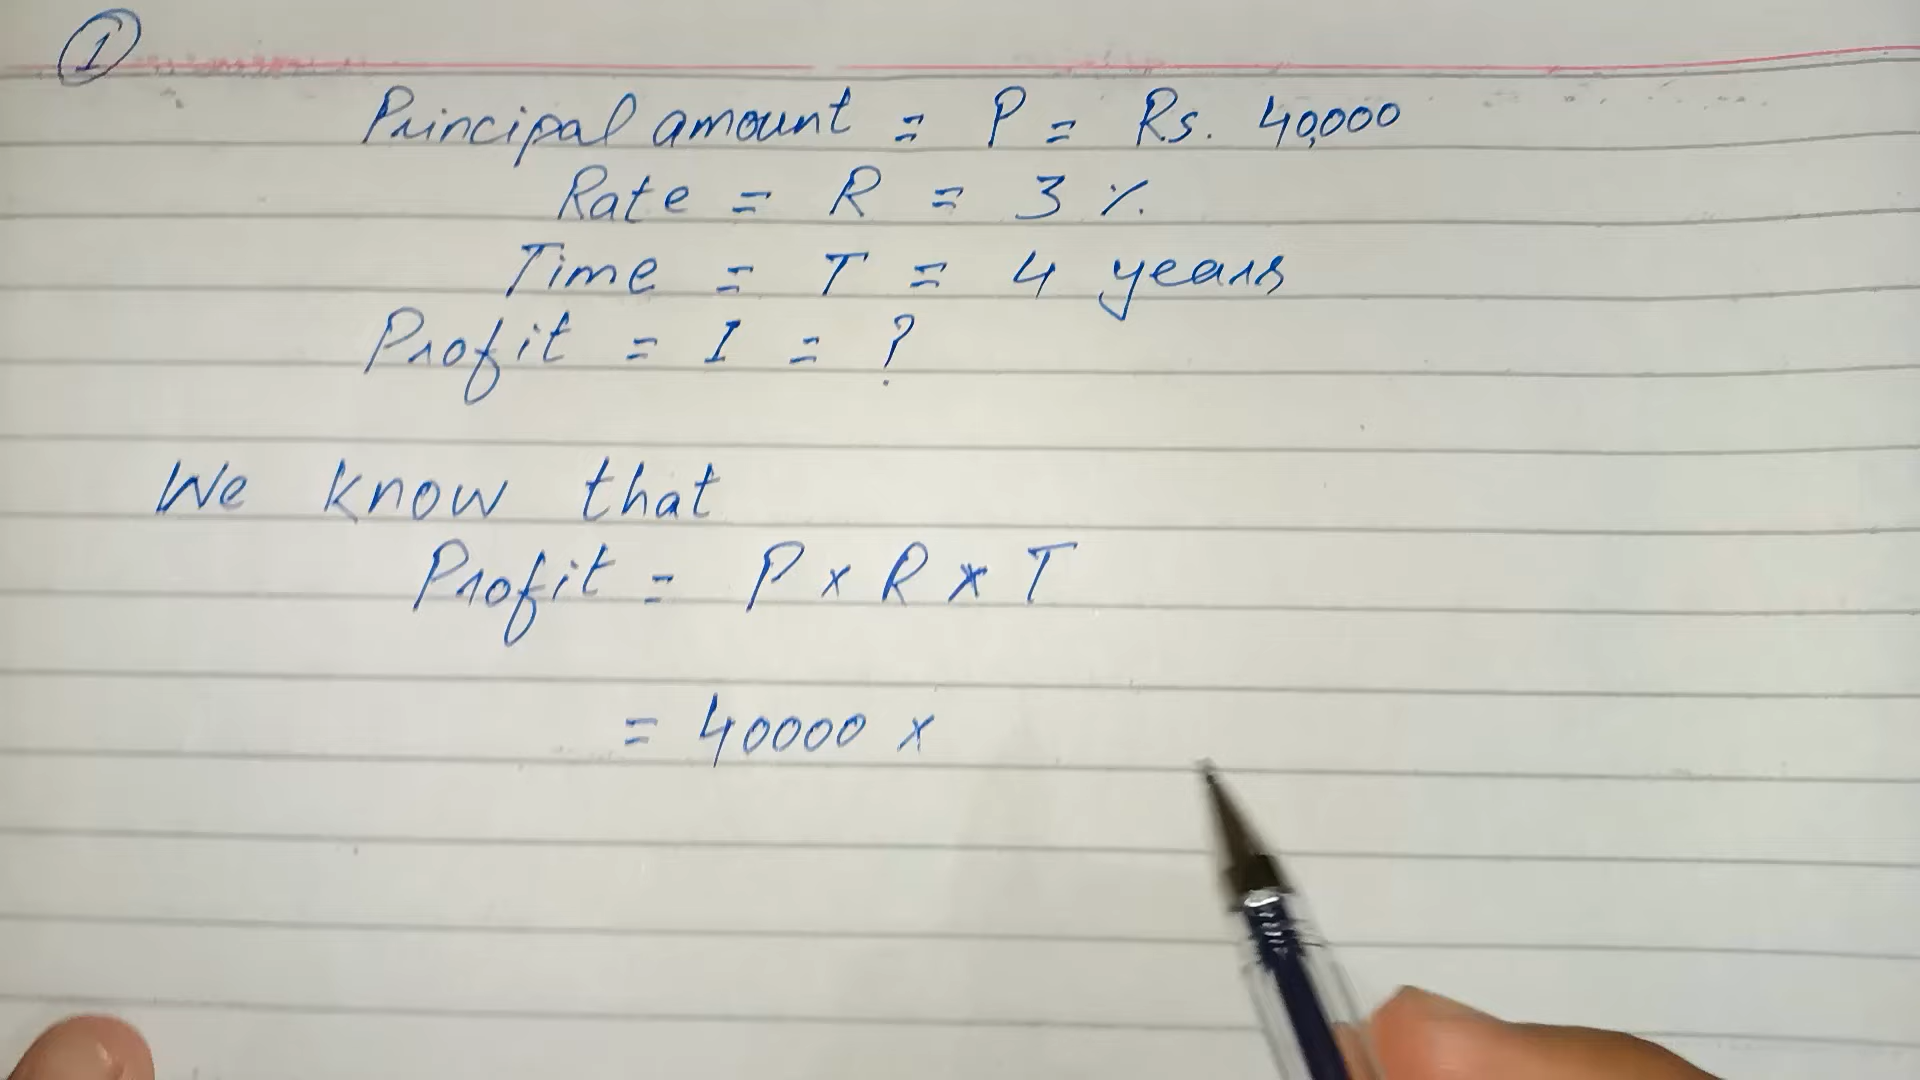 1
Principal amount = P = Rs. 40,000
Rate = R = 3 %
Time = T = 4 years
Profit = I = ?
We know that
Profit = P × R × T
= 40000 ×